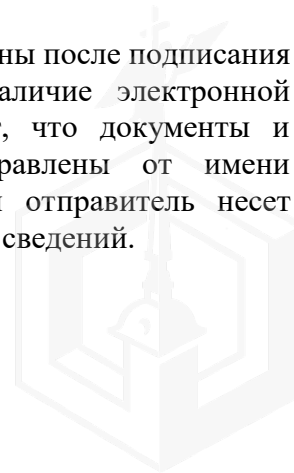 ны после подписания
аличие электронной
, что документы и
равлены от имени
отправитель несет
сведений.